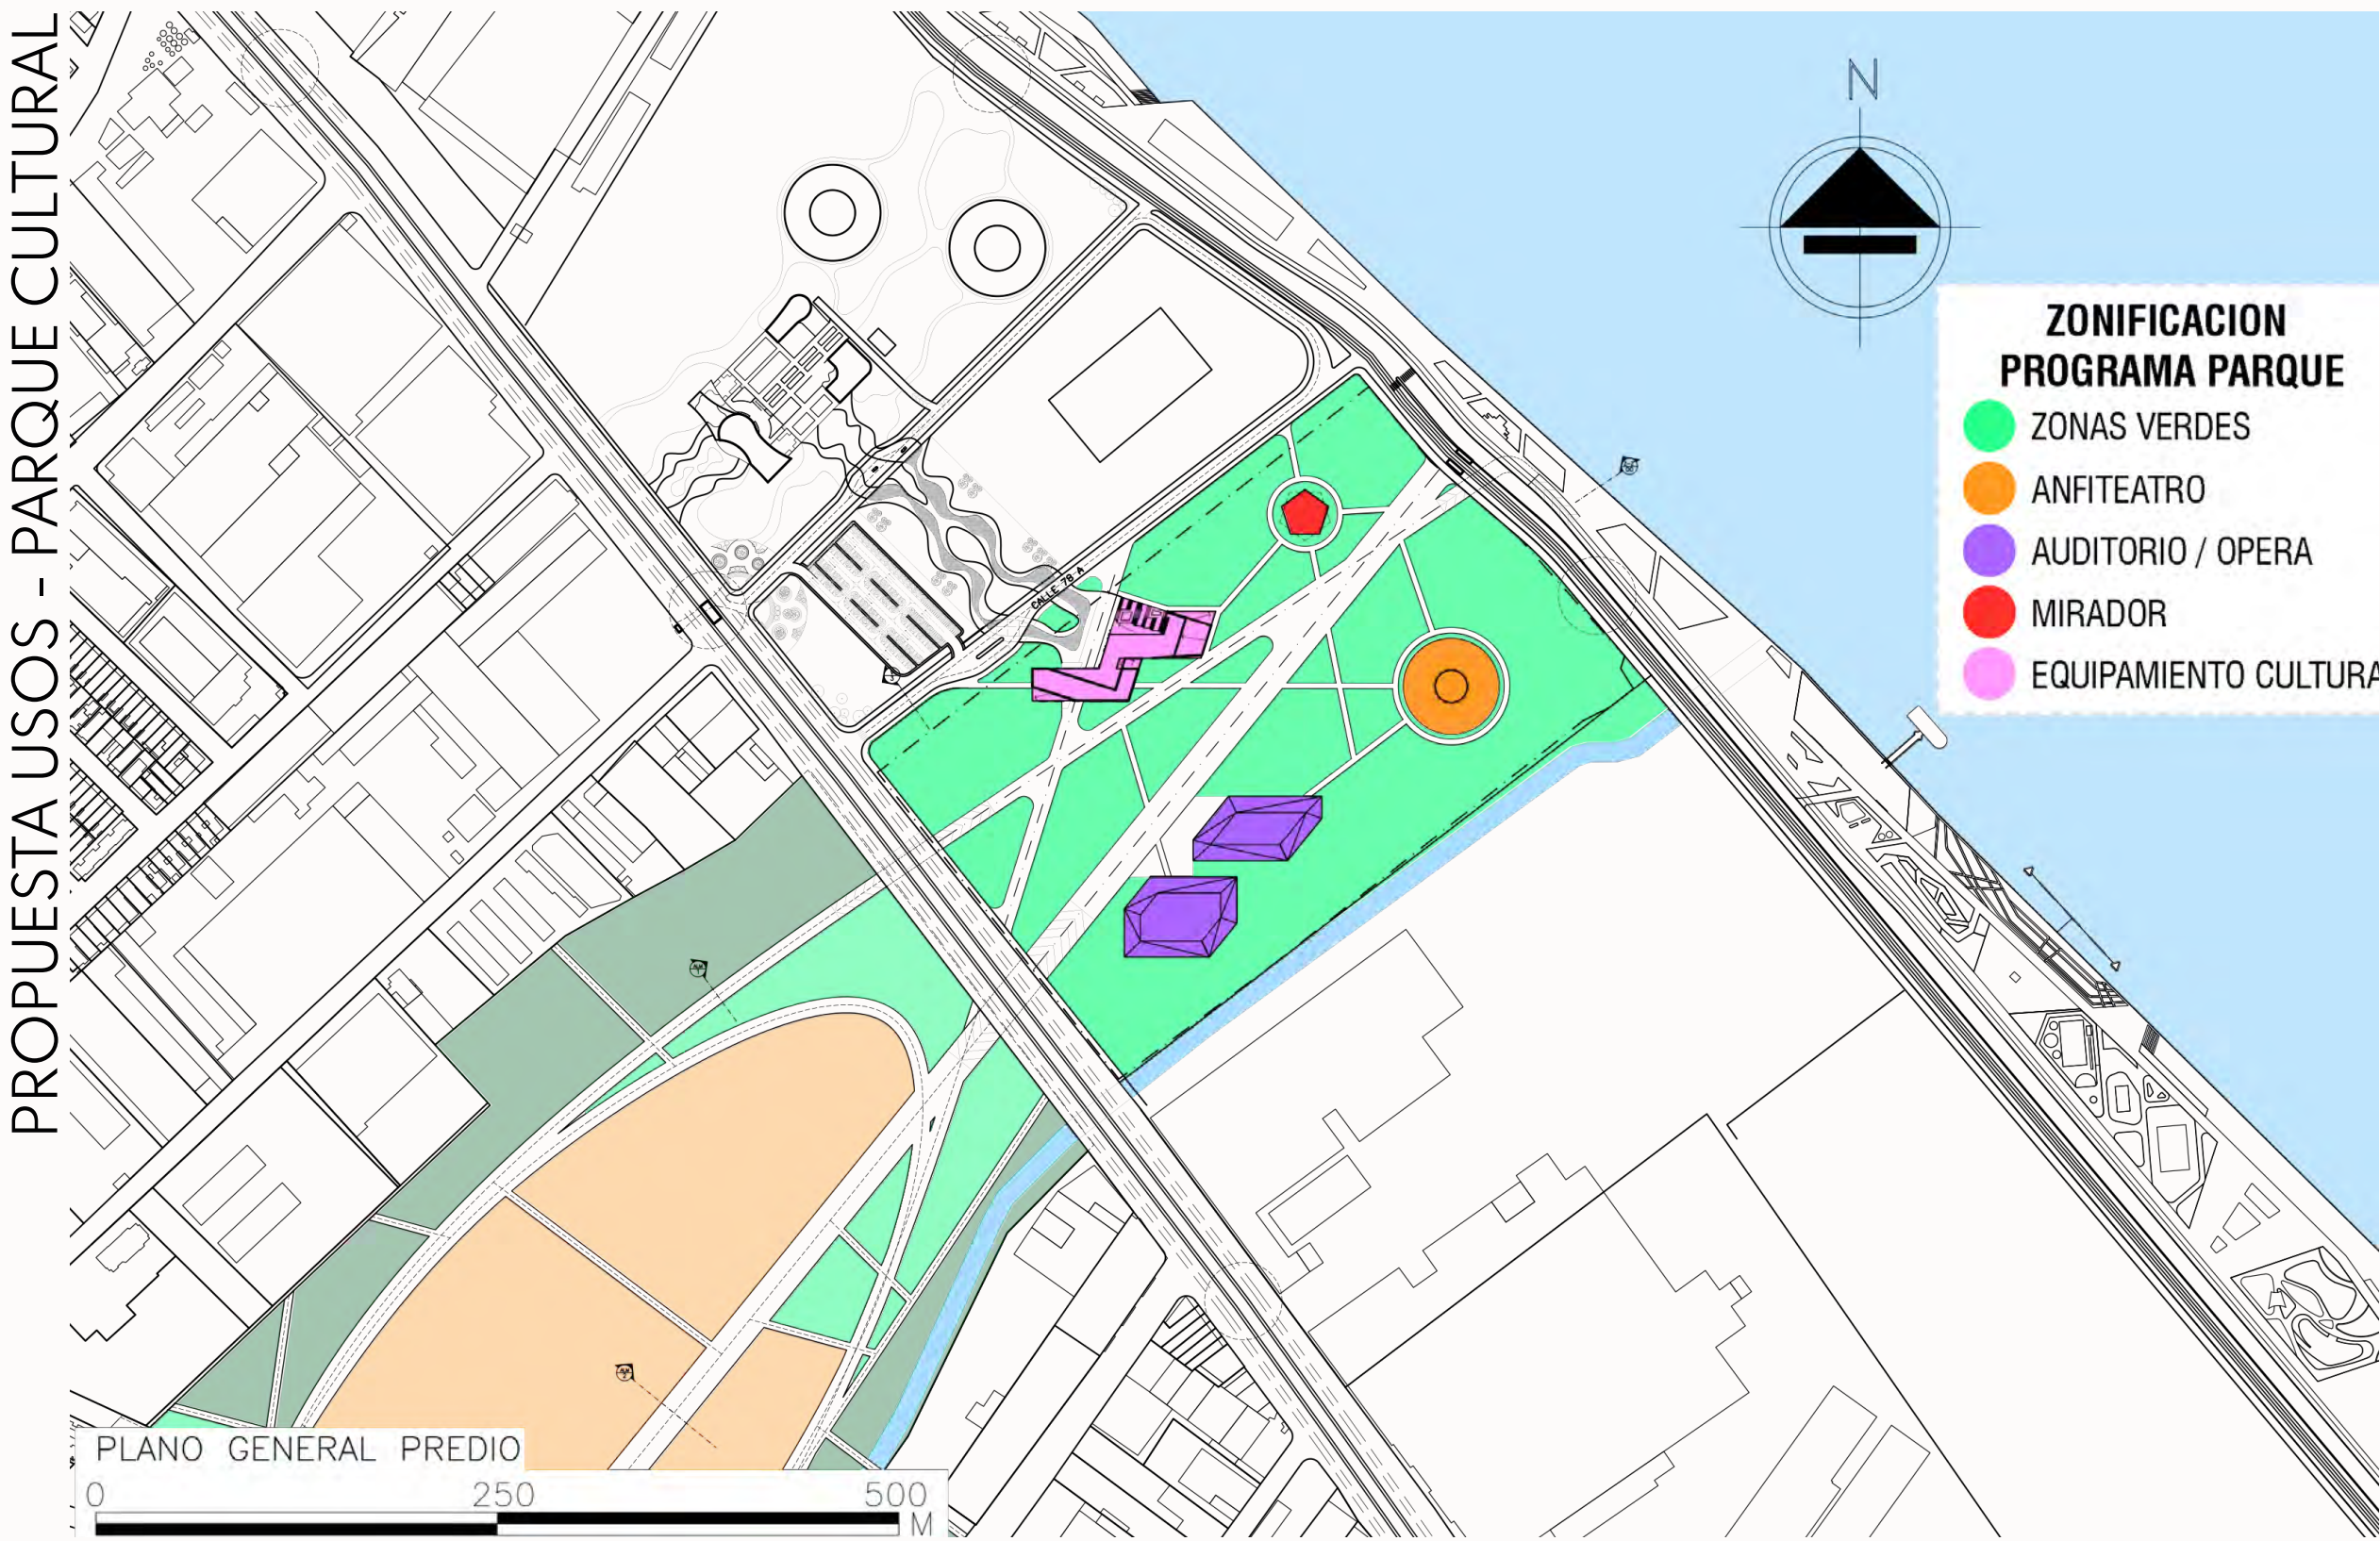 PROPUESTA USOS - PARQUE CULTURAL
N
ZONIFICACION
PROGRAMA PARQUE
ZONAS VERDES
ANFITEATRO
AUDITORIO / OPERA
MIRADOR
EQUIPAMIENTO CULTURA
CALLE 78 A
PLANO GENERAL PREDIO
0 250 500
M